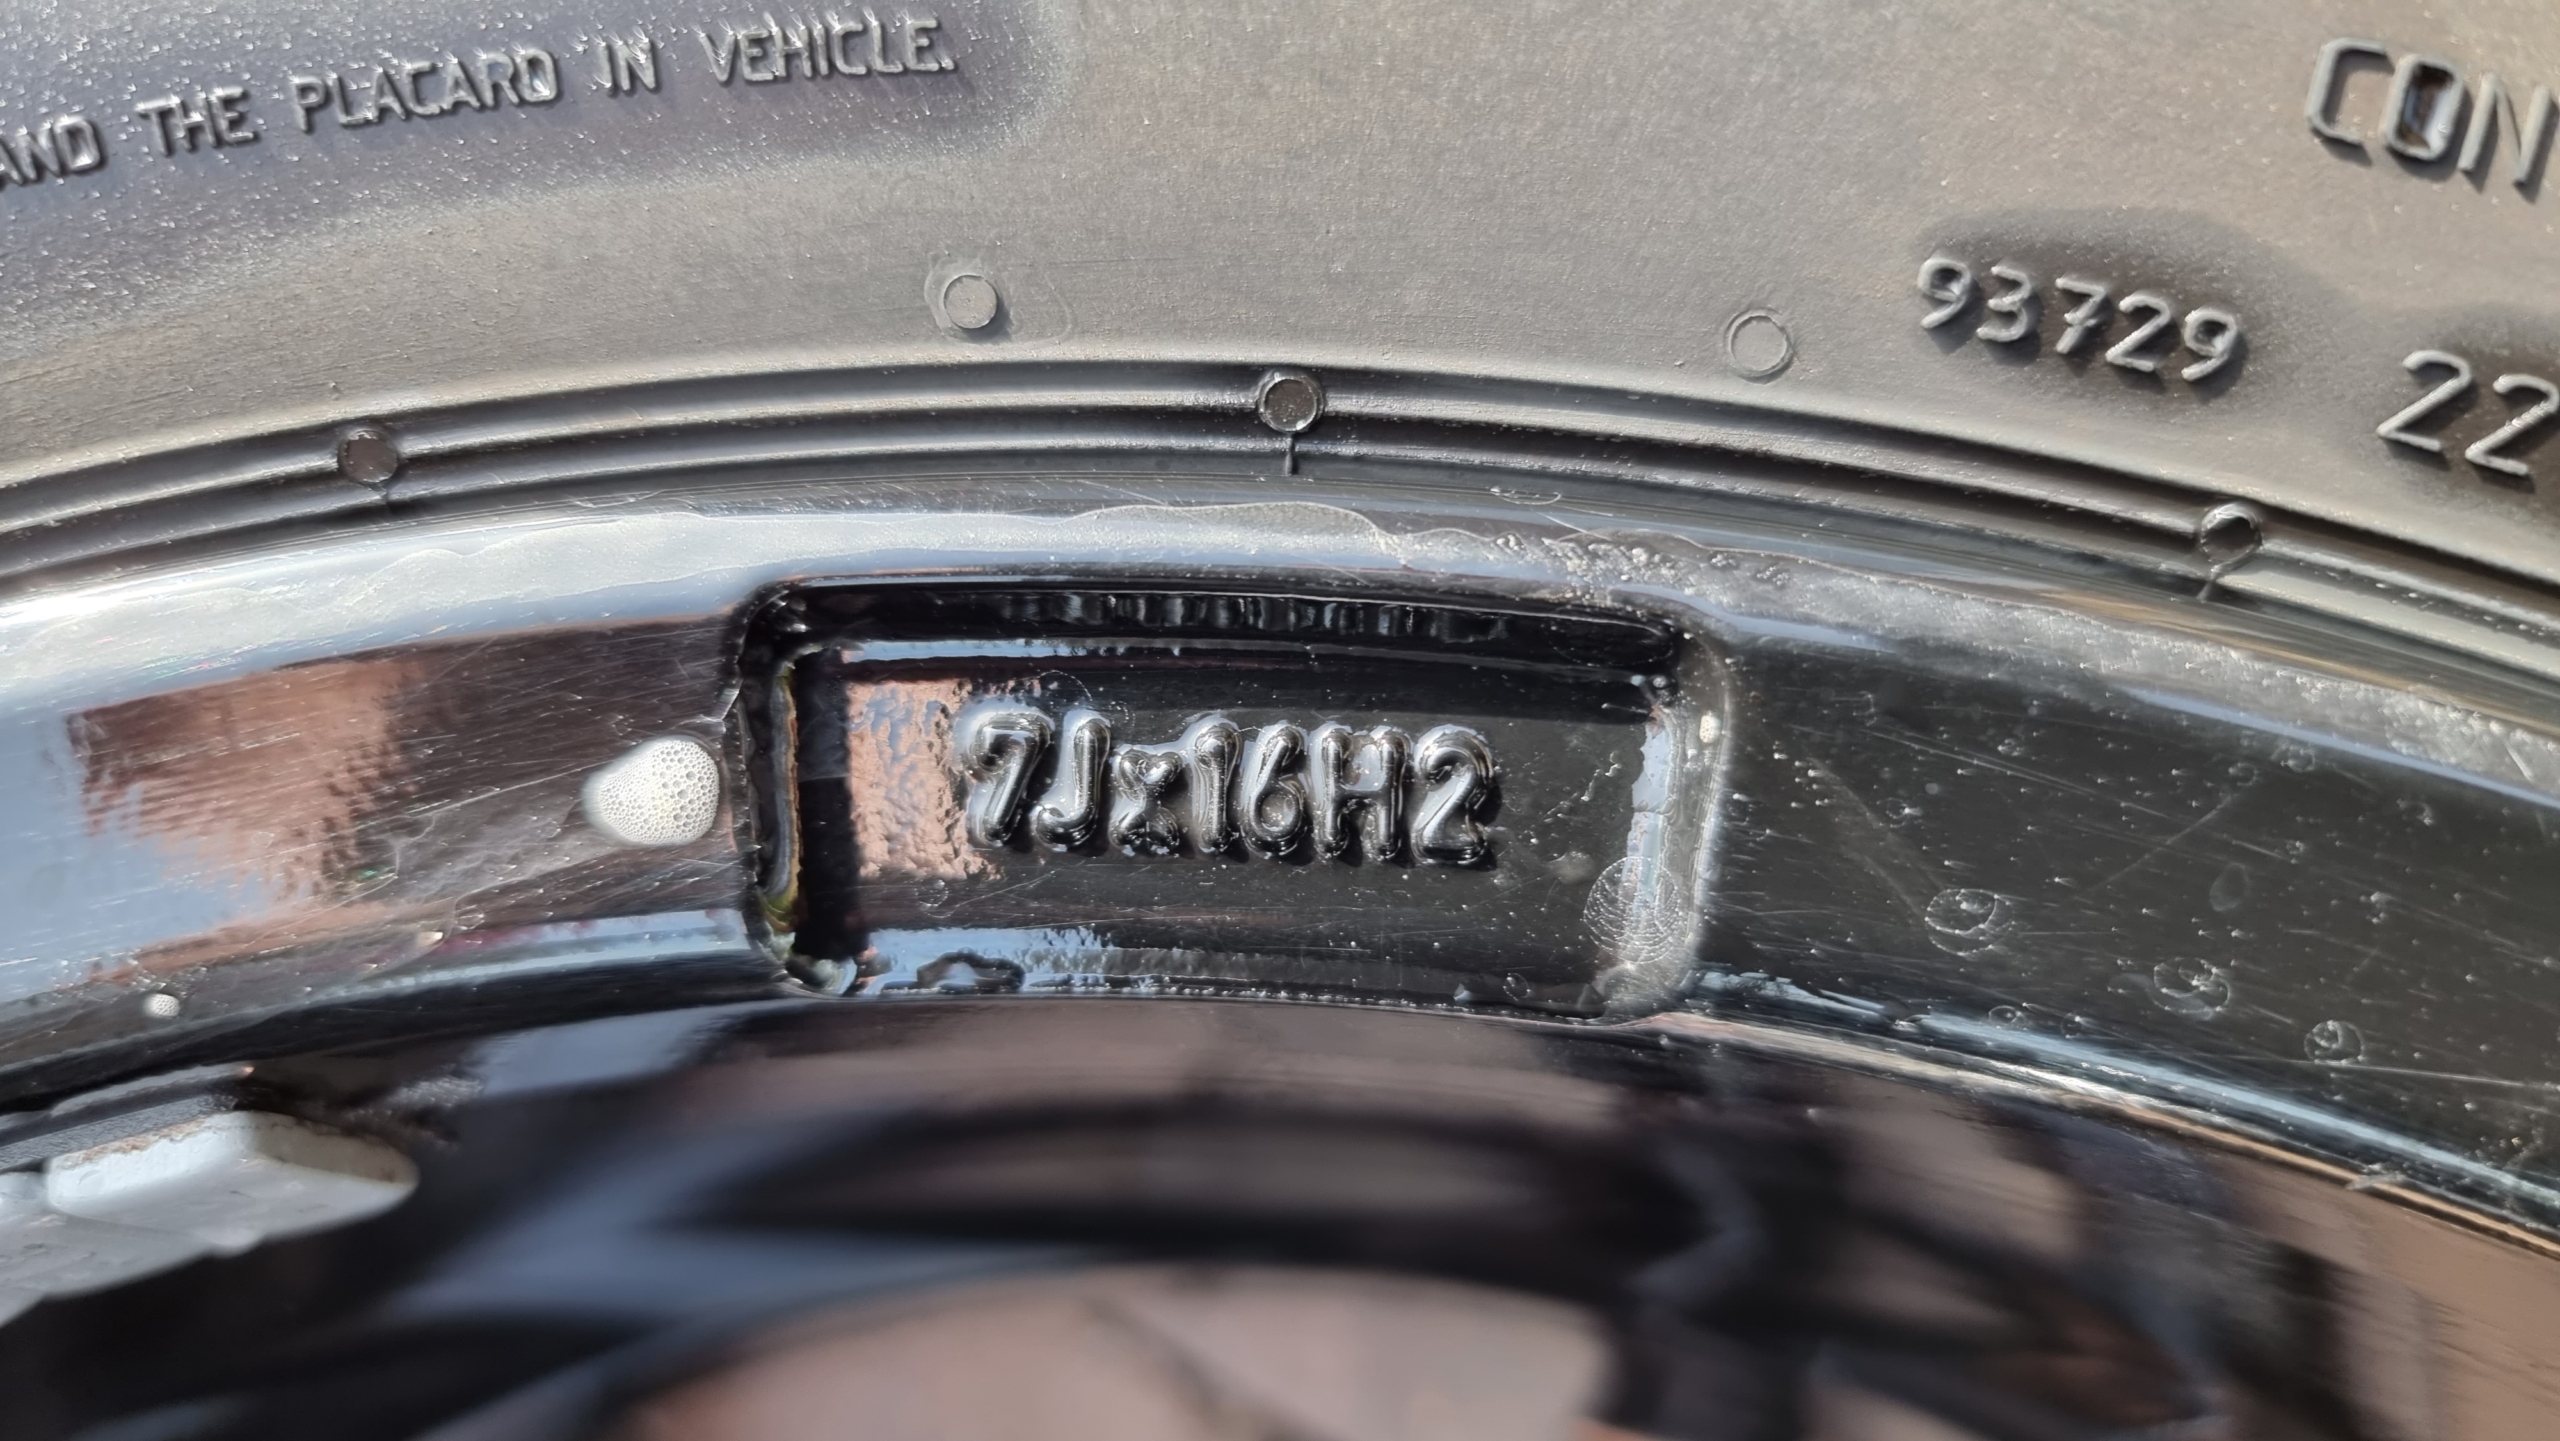 AND THE PLACARD IN VEHICLE.
CON
93729
22
7Jx16H2